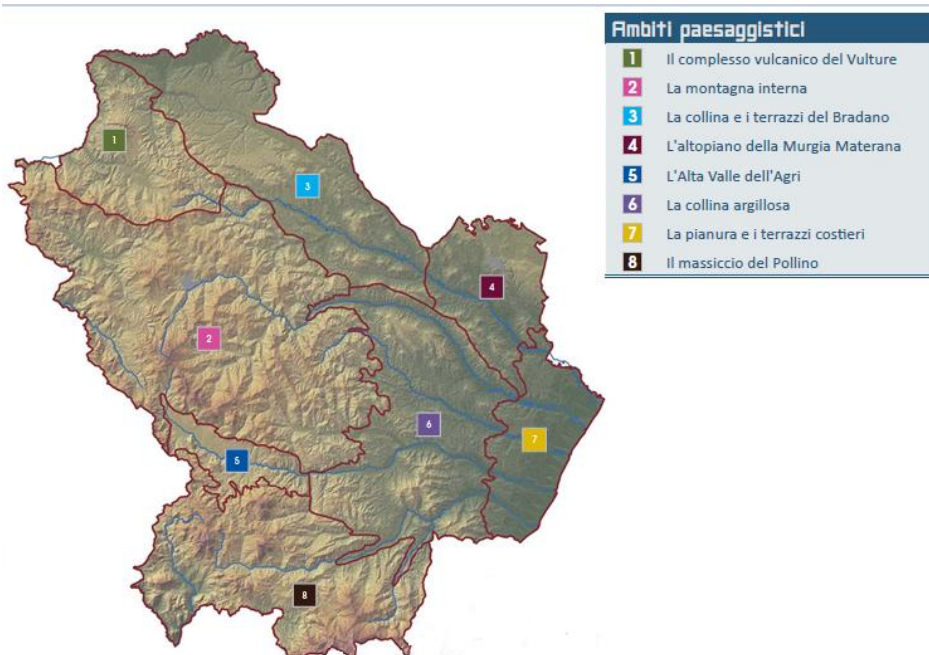 Ambiti paesaggistici
1 Il complesso vulcanico del Vulture
2 La montagna interna
3 La collina e i terrazzi del Bradano
4 L'altopiano della Murgia Materana
5 L'Alta Valle dell'Agri
6 La collina argillosa
7 La pianura e i terrazzi costieri
8 Il massiccio del Pollino
1
3
4
2
6
7
5
8